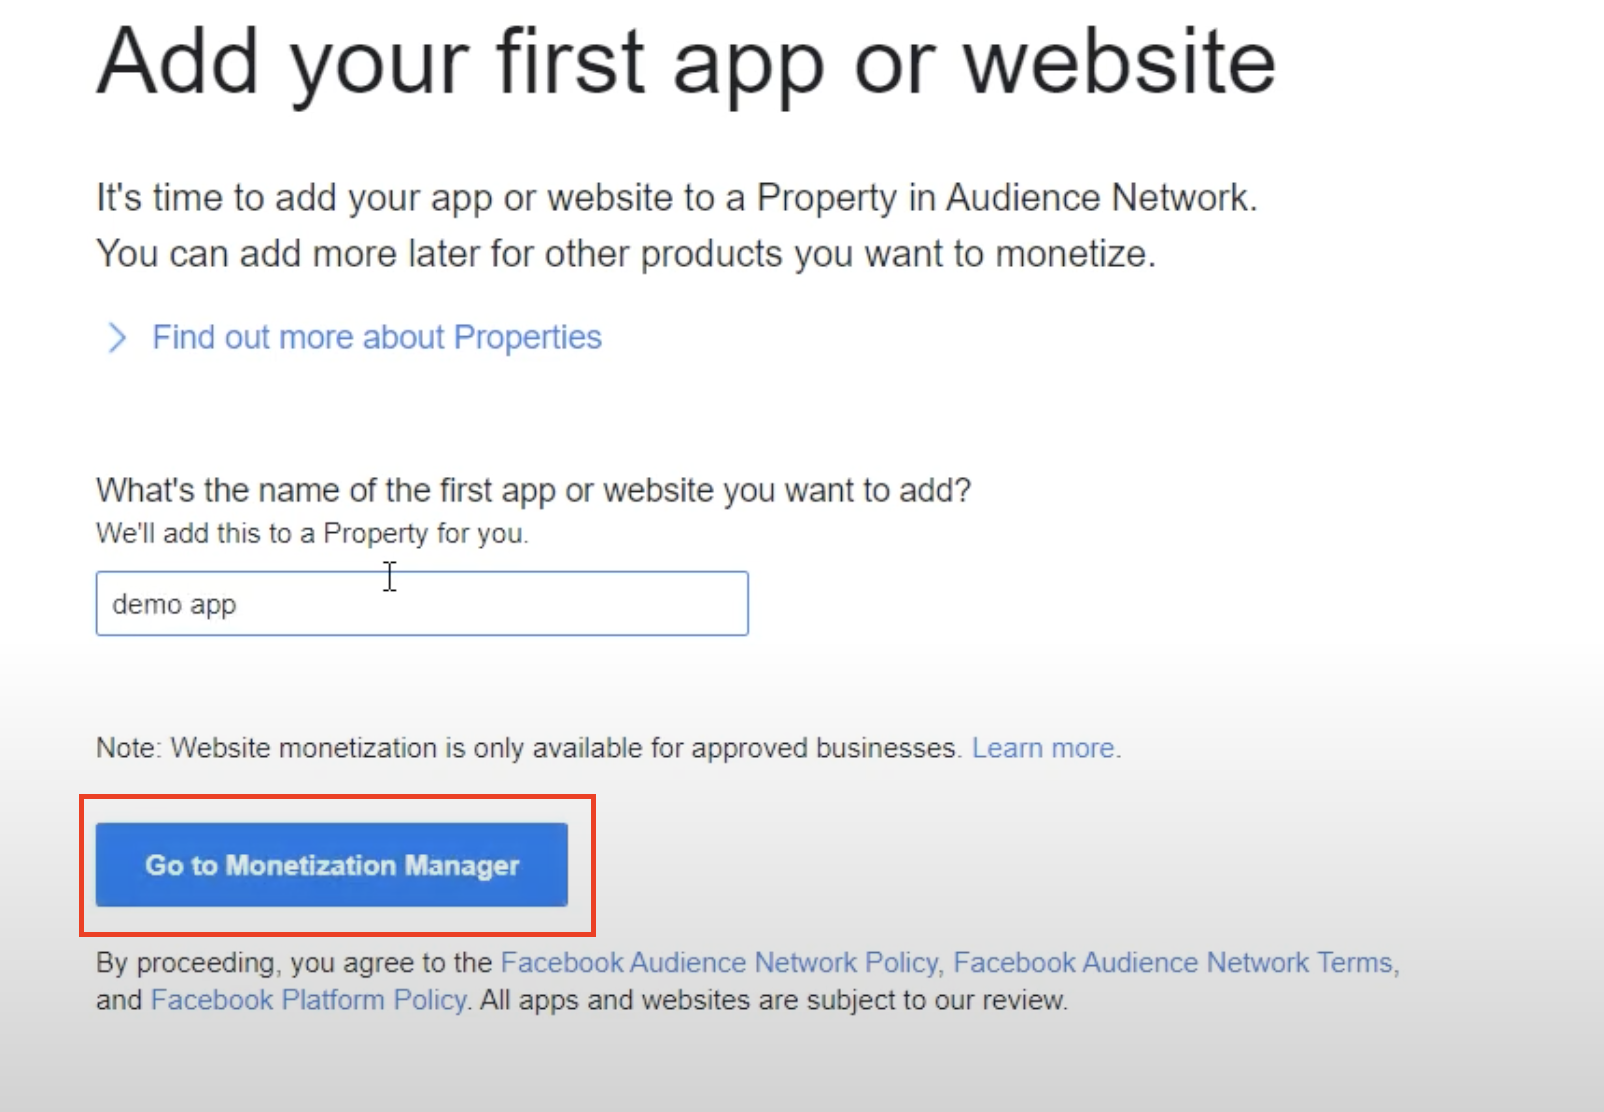 Add your first app or website
It's time to add your app or website to a Property in Audience Network.
You can add more later for other products you want to monetize.
Find out more about Properties
What's the name of the first app or website you want to add?
We'll add this to a Property for you.
demo app
Note: Website monetization is only available for approved businesses. Learn more.
Go to Monetization Manager
By proceeding, you agree to the Facebook Audience Network Policy, Facebook Audience Network Terms,
and Facebook Platform Policy. All apps and websites are subject to our review.